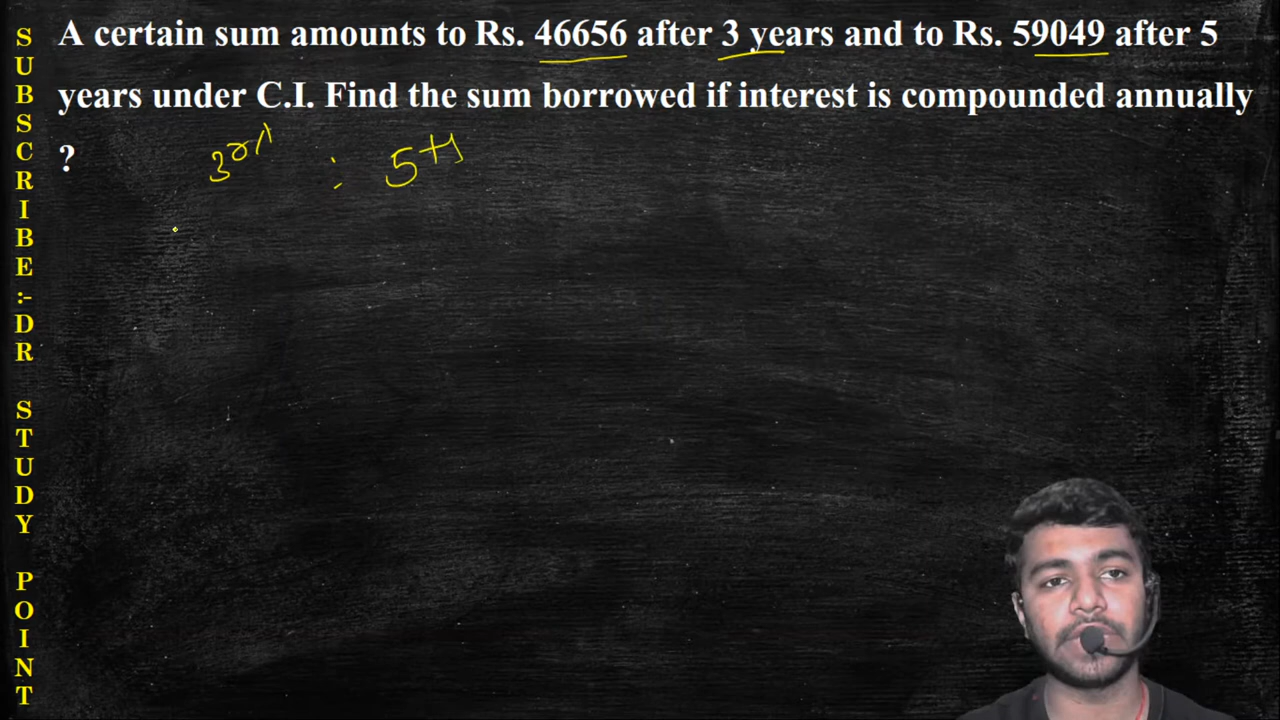 A certain sum amounts to Rs. 46656 after 3 years and to Rs. 59049 after 5
years under C.I. Find the sum borrowed if interest is compounded annually
?
3rd : 5th
SUBSCRIBE :- DR STUDY POINT